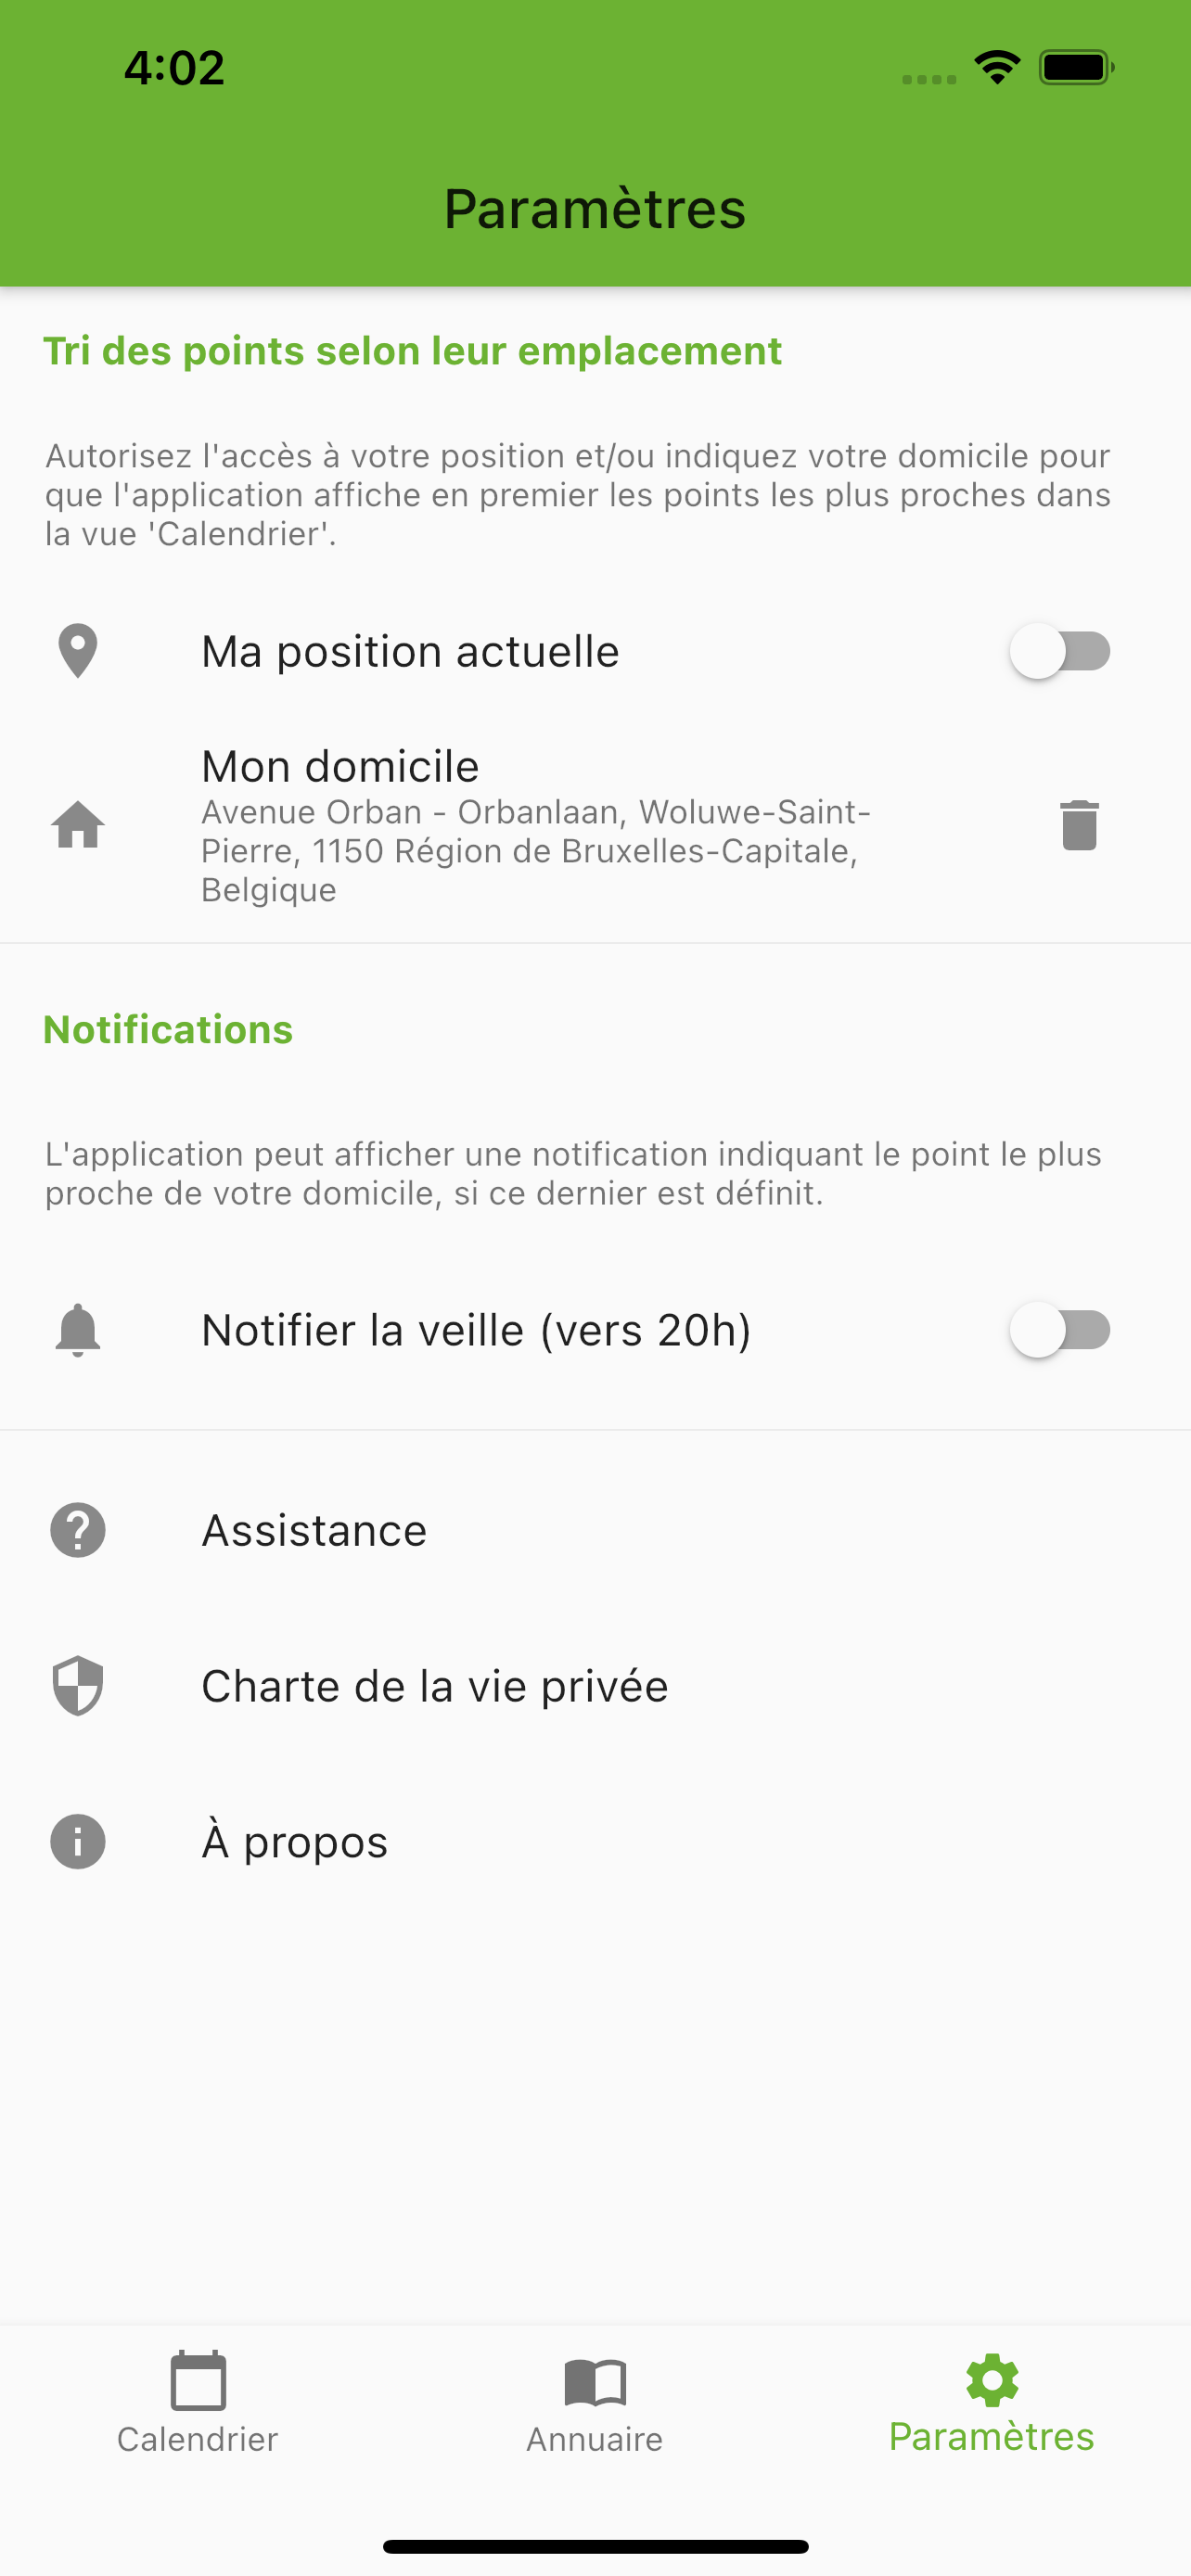 4:02
Paramètres
Tri des points selon leur emplacement
Autorisez l'accès à votre position et/ou indiquez votre domicile pour
que l'application affiche en premier les points les plus proches dans
la vue 'Calendrier'.
Ma position actuelle
Mon domicile
Avenue Orban - Orbanlaan, Woluwe-Saint-
Pierre, 1150 Région de Bruxelles-Capitale,
Belgique
Notifications
L'application peut afficher une notification indiquant le point le plus
proche de votre domicile, si ce dernier est définit.
Notifier la veille (vers 20h)
Assistance
Charte de la vie privée
À propos
Calendrier
Annuaire
Paramètres